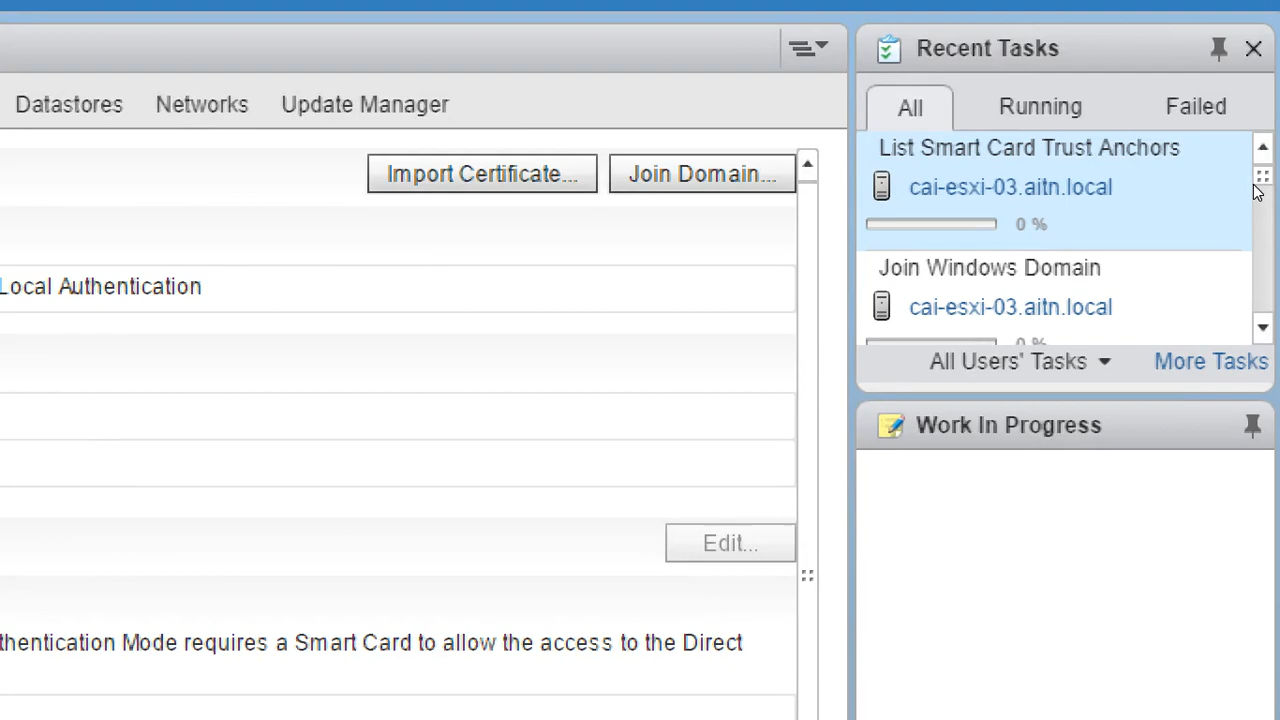 Datastores Networks Update Manager
Import Certificate... Join Domain...
Local Authentication
Edit...
thentication Mode requires a Smart Card to allow the access to the Direct
Recent Tasks
All Running Failed
List Smart Card Trust Anchors
cai-esxi-03.aitn.local
0 %
Join Windows Domain
cai-esxi-03.aitn.local
0 %
All Users' Tasks More Tasks
Work In Progress